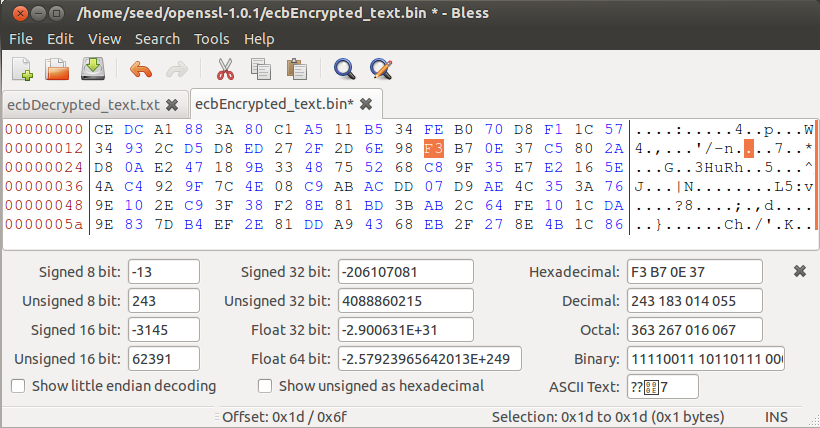 /home/seed/openssl-1.0.1/ecbEncrypted_text.bin * - Bless
File Edit View Search Tools Help
ecbDecrypted_text.txt ecbEncrypted_text.bin*
00000000 CE DC A1 88 3A 80 C1 A5 11 B5 34 FE B0 70 D8 F1 1C 57 ....:.....4..p...W
00000012 34 93 2C D5 D8 ED 27 2F 2D 6E 98 F3 B7 0E 37 C5 80 2A 4.,...'/-n....7..*
00000024 D8 0A E2 47 18 9B 33 48 75 52 68 C8 9F 35 E7 E2 16 5E ...G..3HuRh..5...^
00000036 4A C4 92 9F 7C 4E 08 C9 AB AC DD 07 D9 AE 4C 35 3A 76 J...|N........L5:v
00000048 9E 10 2E C9 3F 38 F2 8E 81 BD 3B AB 2C 64 FE 10 1C DA ....?8....;.,d....
0000005a 9E 83 7D B4 EF 2E 81 DD A9 43 68 EB 2F 27 8E 4B 1C 86 ..}......Ch./'.K..
Signed 8 bit: -13 Signed 32 bit: -206107081 Hexadecimal: F3 B7 0E 37
Unsigned 8 bit: 243 Unsigned 32 bit: 4088860215 Decimal: 243 183 014 055
Signed 16 bit: -3145 Float 32 bit: -2.900631E+31 Octal: 363 267 016 067
Unsigned 16 bit: 62391 Float 64 bit: -2.57923965642013E+249 Binary: 11110011 10110111 000
Show little endian decoding Show unsigned as hexadecimal ASCII Text: ??7
Offset: 0x1d / 0x6f Selection: 0x1d to 0x1d (0x1 bytes) INS